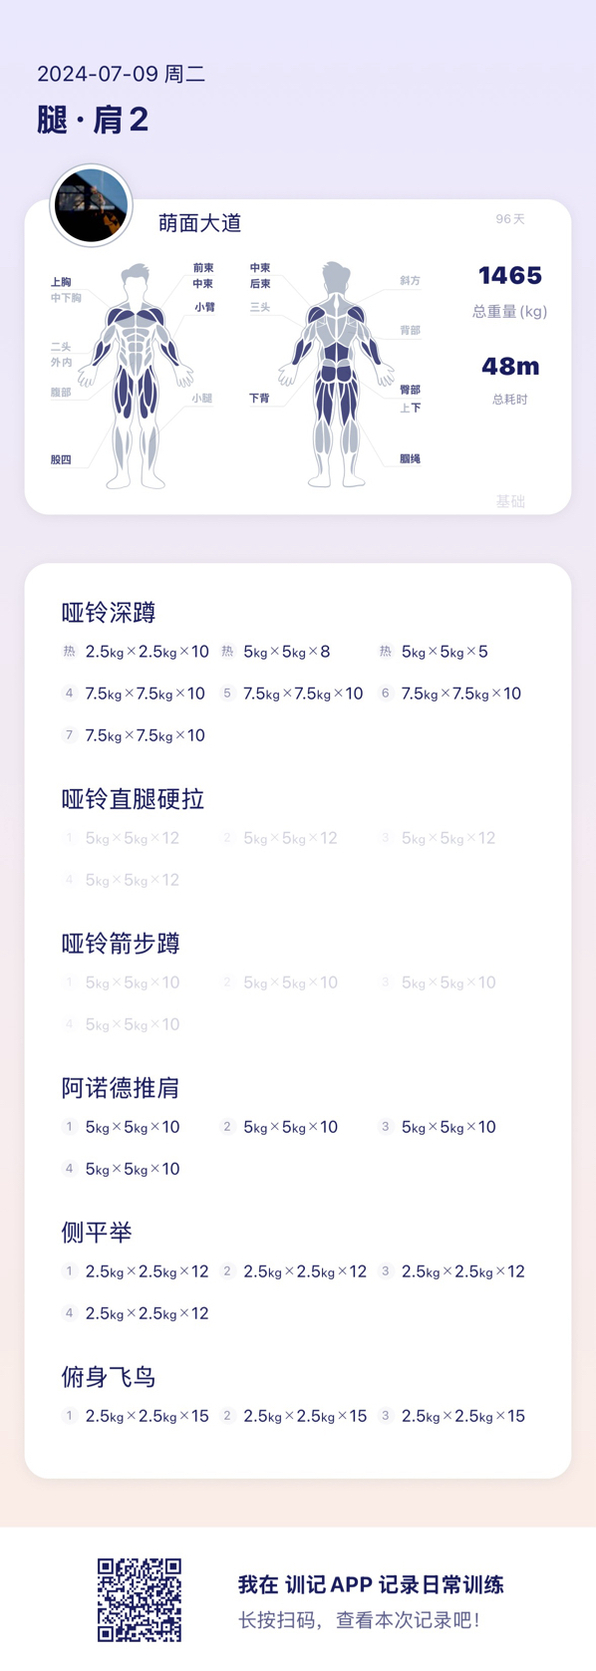 2024-07-09 周二
腿·肩2
萌面大道
96天
上胸
中下胸
二头
外内
腹部
股四
前束
中束
小臂
小腿
中束
后束
三头
下背
斜方
背部
臀部
上下
腘绳
1465
总重量(kg)
48m
总耗时
基础
哑铃深蹲
热 2.5kg×2.5kg×10 热 5kg×5kg×8 热 5kg×5kg×5
4 7.5kg×7.5kg×10 5 7.5kg×7.5kg×10 6 7.5kg×7.5kg×10
7 7.5kg×7.5kg×10
哑铃直腿硬拉
1 5kg×5kg×12 2 5kg×5kg×12 3 5kg×5kg×12
4 5kg×5kg×12
哑铃箭步蹲
1 5kg×5kg×10 2 5kg×5kg×10 3 5kg×5kg×10
4 5kg×5kg×10
阿诺德推肩
1 5kg×5kg×10 2 5kg×5kg×10 3 5kg×5kg×10
4 5kg×5kg×10
侧平举
1 2.5kg×2.5kg×12 2 2.5kg×2.5kg×12 3 2.5kg×2.5kg×12
4 2.5kg×2.5kg×12
俯身飞鸟
1 2.5kg×2.5kg×15 2 2.5kg×2.5kg×15 3 2.5kg×2.5kg×15
我在 训记APP 记录日常训练
长按扫码，查看本次记录吧！